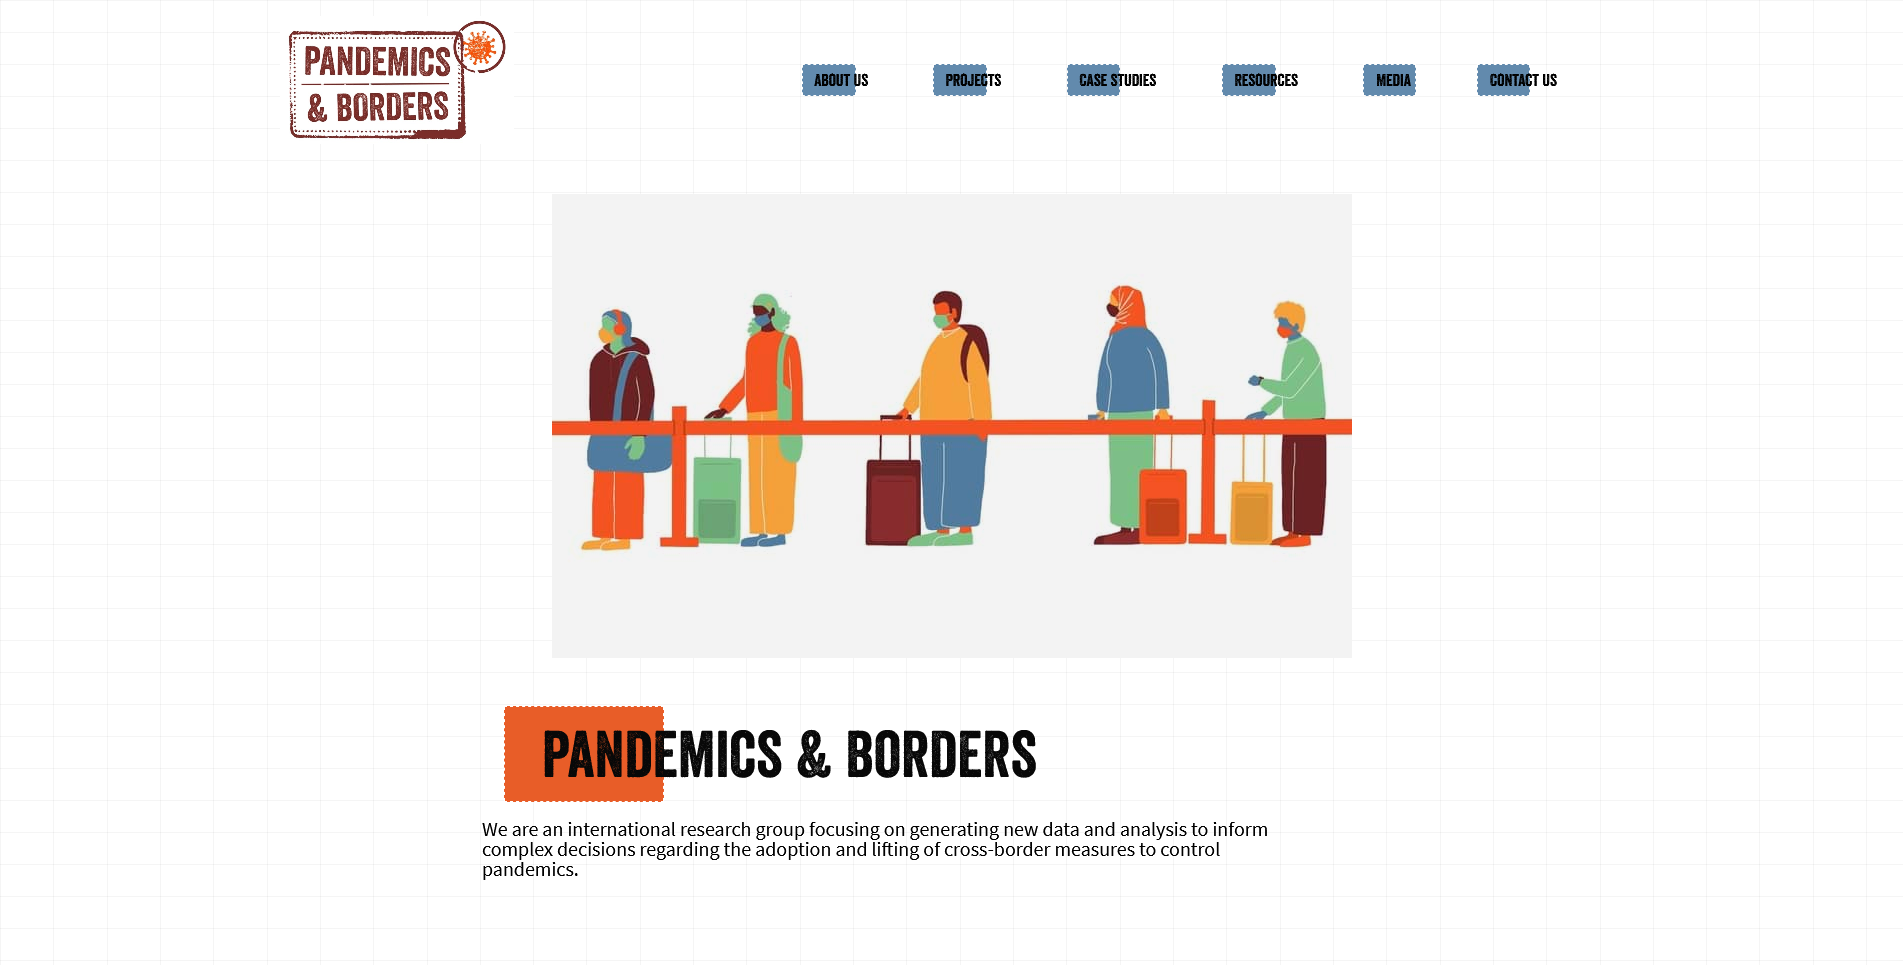 PANDEMICS
& BORDERS
ABOUT US
PROJECTS
CASE STUDIES
RESOURCES
MEDIA
CONTACT US
PANDEMICS & BORDERS
We are an international research group focusing on generating new data and analysis to inform
complex decisions regarding the adoption and lifting of cross-border measures to control
pandemics.